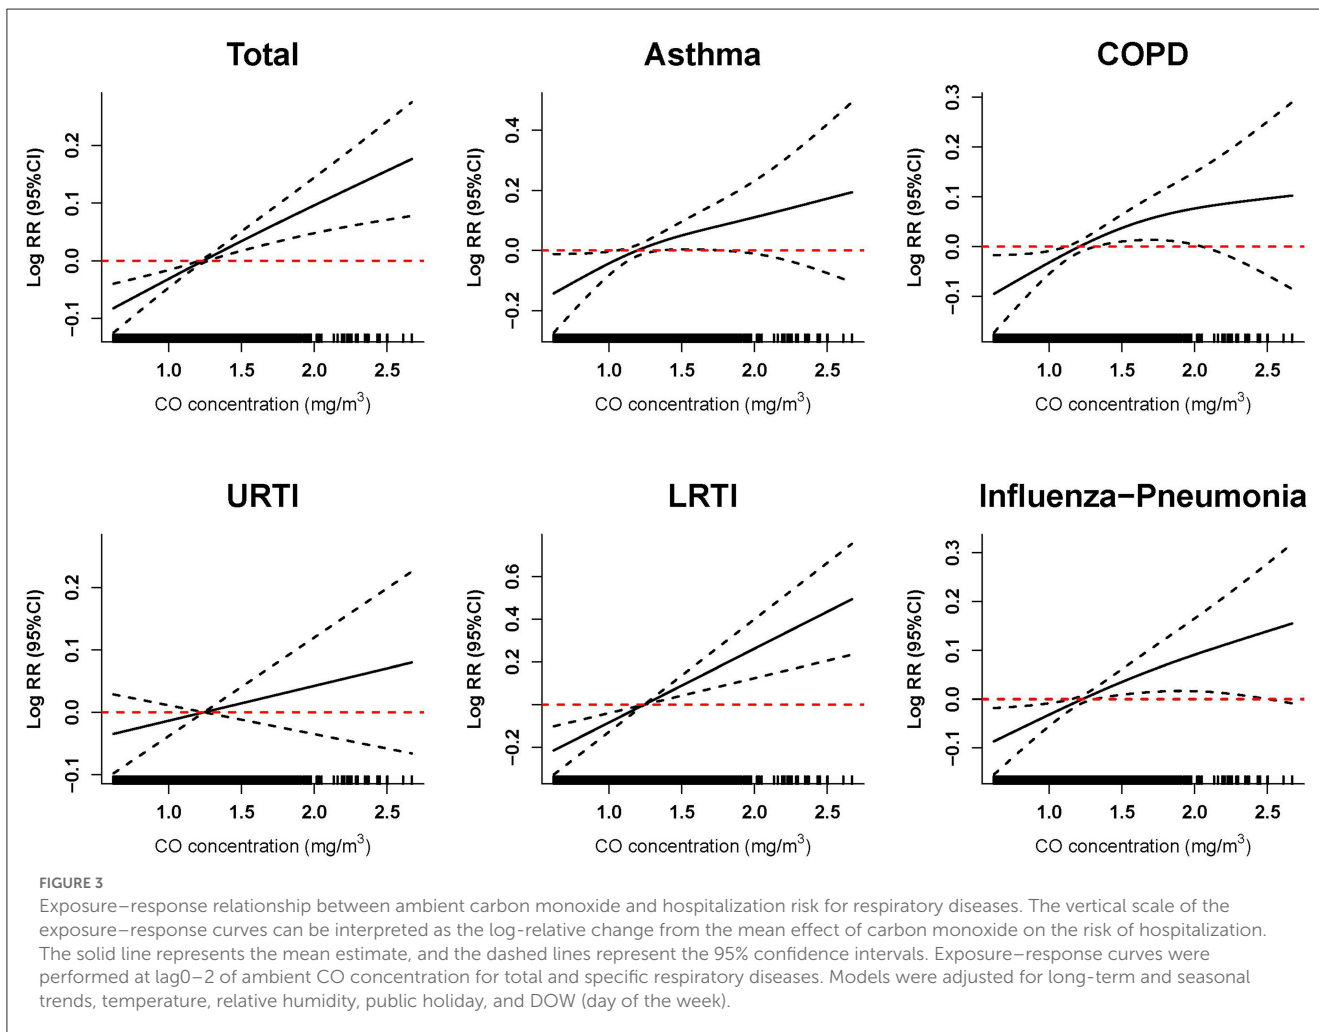 Total
Asthma
COPD
Log RR (95%CI)
0.2
0.1
0.0
−0.1
1.0 1.5 2.0 2.5
CO concentration (mg/m³)
Log RR (95%CI)
0.4
0.2
0.0
−0.2
1.0 1.5 2.0 2.5
CO concentration (mg/m³)
Log RR (95%CI)
0.3
0.2
0.1
0.0
−0.1
1.0 1.5 2.0 2.5
CO concentration (mg/m³)
URTI
LRTI
Influenza−Pneumonia
Log RR (95%CI)
0.2
0.1
0.0
−0.1
1.0 1.5 2.0 2.5
CO concentration (mg/m³)
Log RR (95%CI)
0.6
0.4
0.2
−0.2
1.0 1.5 2.0 2.5
CO concentration (mg/m³)
Log RR (95%CI)
0.3
0.2
0.1
0.0
−0.1
1.0 1.5 2.0 2.5
CO concentration (mg/m³)
FIGURE 3
Exposure–response relationship between ambient carbon monoxide and hospitalization risk for respiratory diseases. The vertical scale of the
exposure–response curves can be interpreted as the log-relative change from the mean effect of carbon monoxide on the risk of hospitalization.
The solid line represents the mean estimate, and the dashed lines represent the 95% confidence intervals. Exposure–response curves were
performed at lag0–2 of ambient CO concentration for total and specific respiratory diseases. Models were adjusted for long-term and seasonal
trends, temperature, relative humidity, public holiday, and DOW (day of the week).